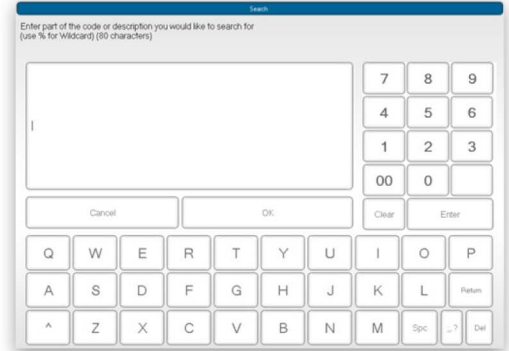 Search
Enter part of the code or description you would like to search for
(use % for Wildcard) (80 characters)
7 8 9
4 5 6
1 2 3
00 0
Cancel OK Clear Enter
Q W E R T Y U I O P
A S D F G H J K L Return
^ Z X C V B N M Spc ,.? Del